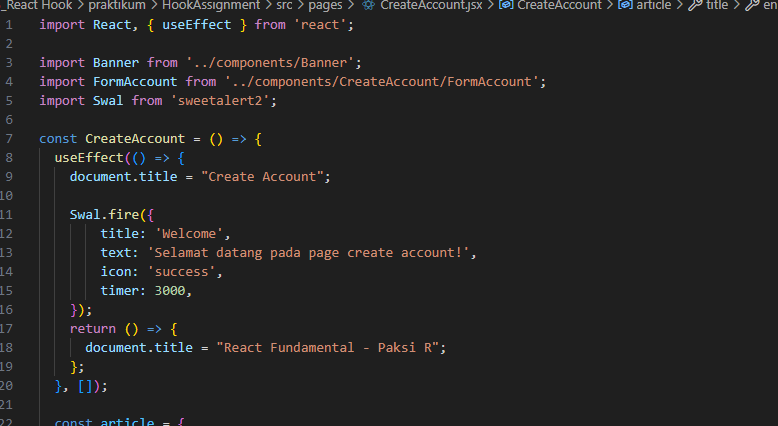 _React Hook > praktikum > HookAssignment > src > pages > CreateAccount.jsx > CreateAccount > article > title > en
1 import React, { useEffect } from 'react';
2
3 import Banner from '../components/Banner';
4 import FormAccount from '../components/CreateAccount/FormAccount';
5 import Swal from 'sweetalert2';
6
7 const CreateAccount = () => {
8 useEffect(() => {
9 document.title = "Create Account";
10
11 Swal.fire({
12 title: 'Welcome',
13 text: 'Selamat datang pada page create account!',
14 icon: 'success',
15 timer: 3000,
16 });
17 return () => {
18 document.title = "React Fundamental - Paksi R";
19 };
20 }, []);
21
22 const article = {